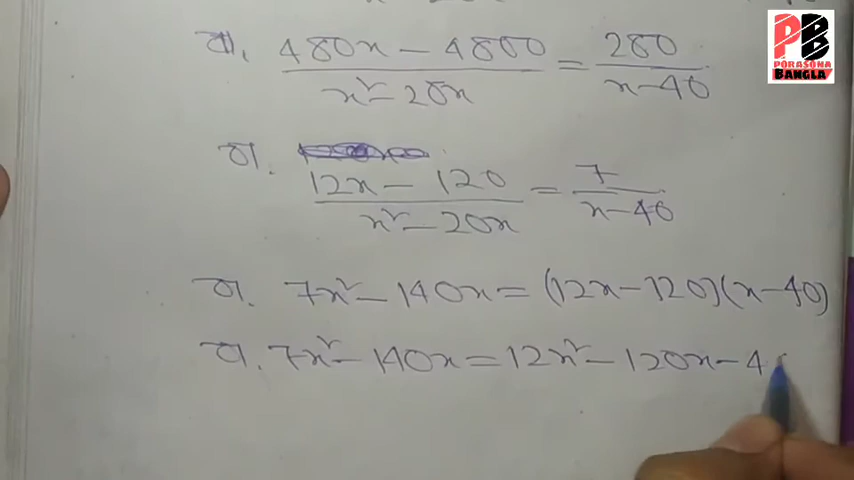 PB
PORASONA
BANGLA
বা, (480x - 4800)/(x² - 20x) = 280/(x-40)
বা, (12x - 120)/(x² - 20x) = 7/(x-40)
বা, 7x² - 140x = (12x-120)(x-40)
বা, 7x² - 140x = 12x² - 120x - 4